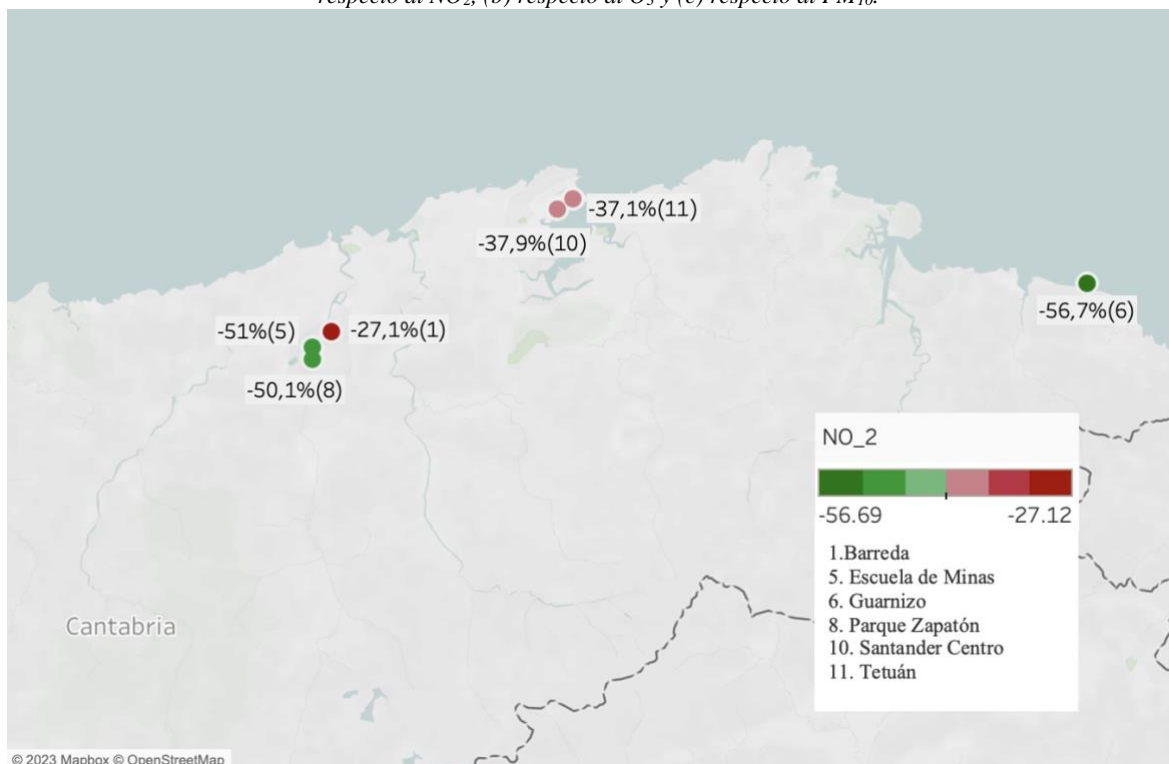 respecto al NO2, (b) respecto al O3 y (c) respecto al PM10.
-37,1%(11)
-37,9%(10)
-56,7%(6)
-51%(5)
-27,1%(1)
-50,1%(8)
NO_2
-56.69 -27.12
1.Barreda
5. Escuela de Minas
6. Guarnizo
8. Parque Zapatón
10. Santander Centro
11. Tetuán
Cantabria
© 2023 Mapbox © OpenStreetMap